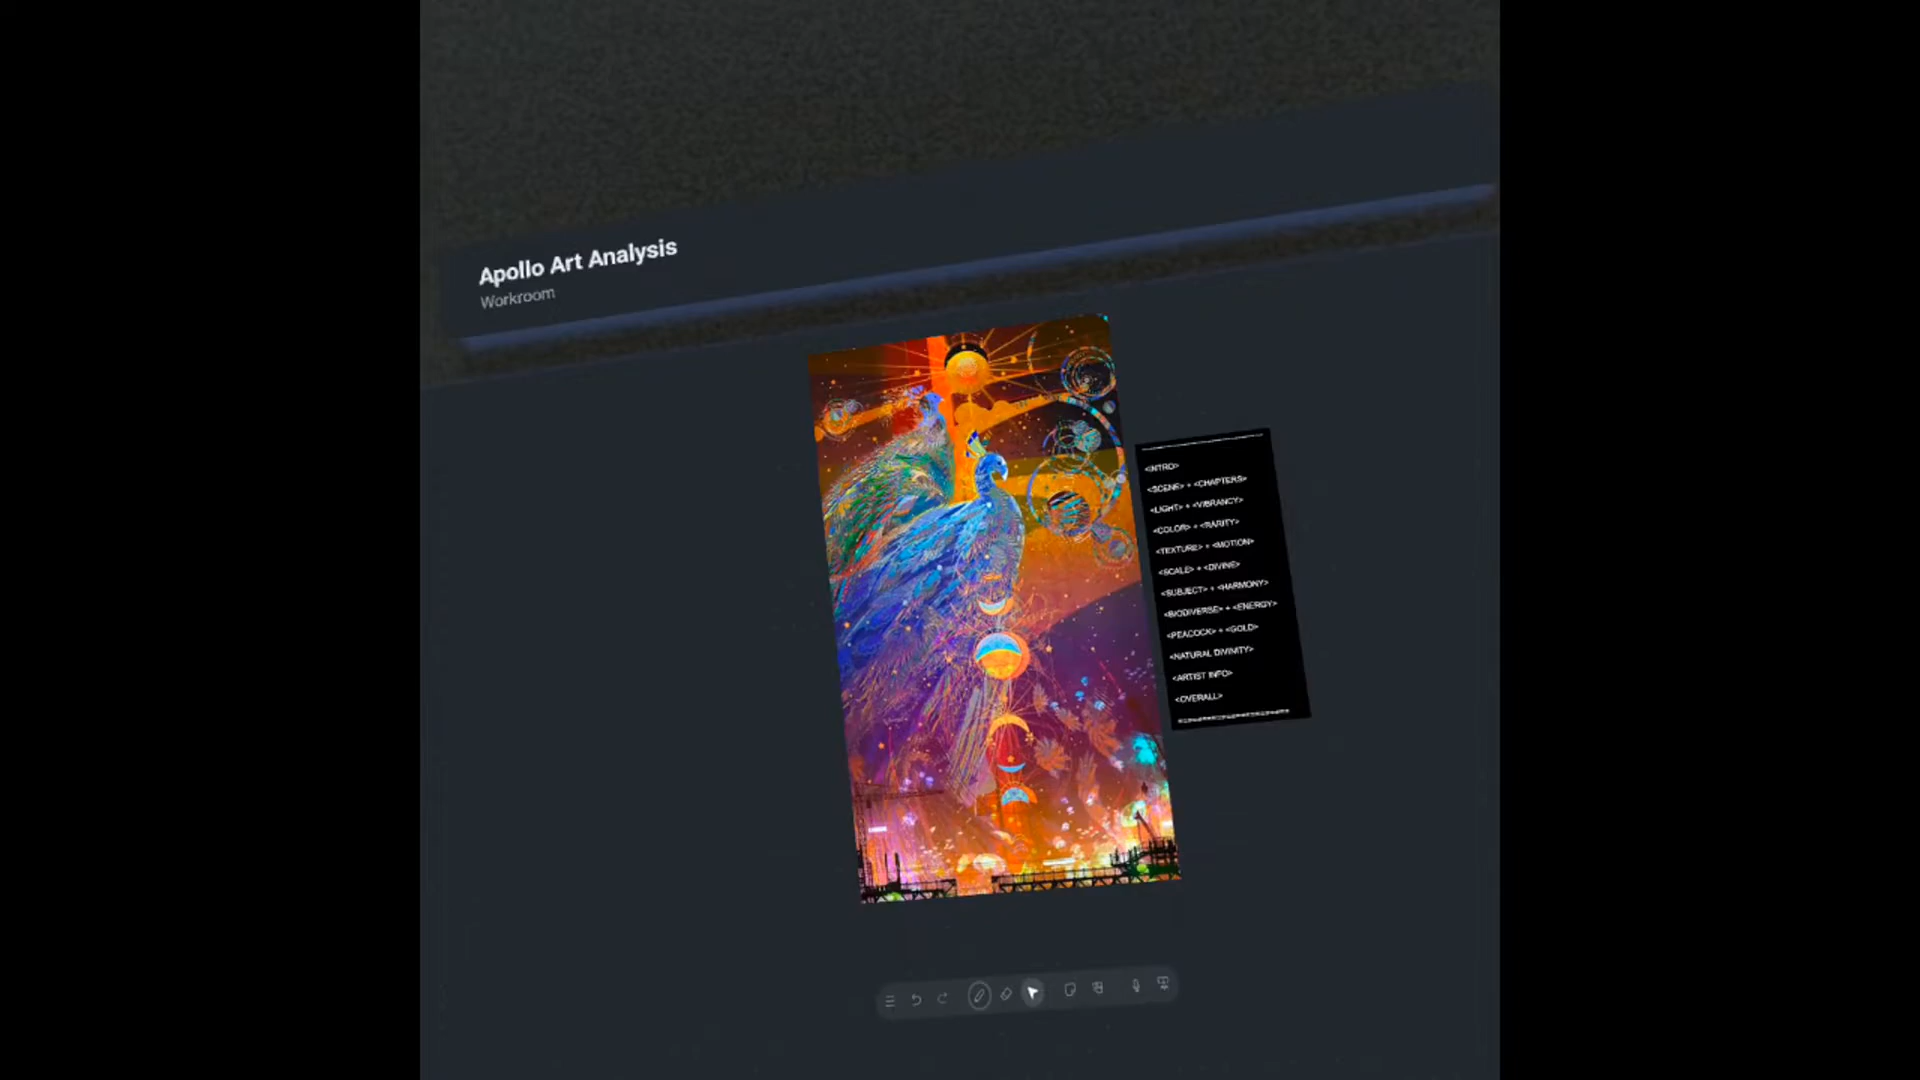 Apollo Art Analysis
Workroom
<INTRO>
<SCENE> + <CHAPTERS>
<LIGHT> + <VIBRANCY>
<COLOR> + <RARITY>
<TEXTURE> + <MOTION>
<SCALE> + <DIVINE>
<SUBJECT> + <HARMONY>
<BIODIVERSE> + <ENERGY>
<PEACOCK> + <GOLD>
<NATURAL DIVINITY>
<ARTIST INFO>
<OVERALL>